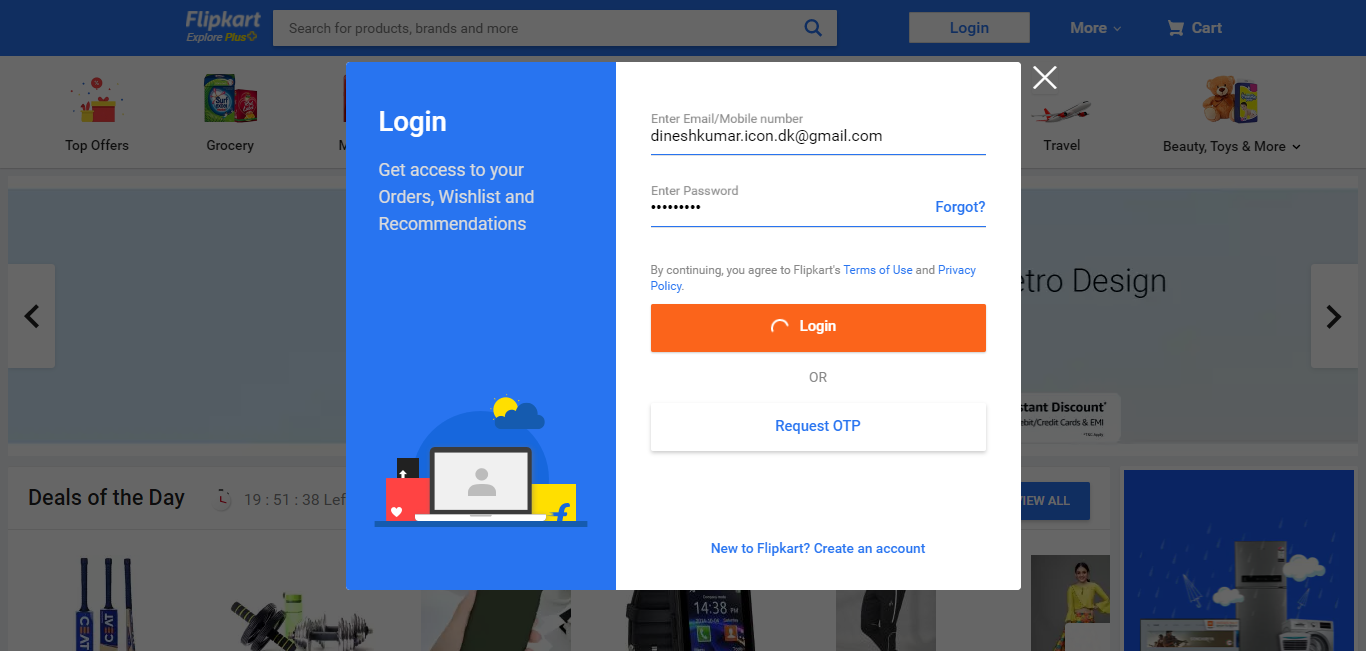 Flipkart
Explore Plus
Search for products, brands and more
Login
More
Cart
Top Offers
Grocery
M
Travel
Beauty, Toys & More
Login
Get access to your
Orders, Wishlist and
Recommendations
Enter Email/Mobile number
dineshkumar.icon.dk@gmail.com
Enter Password
•••••••••
Forgot?
By continuing, you agree to Flipkart's Terms of Use and Privacy
Policy.
Login
OR
Request OTP
New to Flipkart? Create an account
etro Design
stant Discount*
ebit/Credit Cards & EMI
Deals of the Day
19 : 51 : 38 Lef
VIEW ALL
CEAT
CEAT
14:38